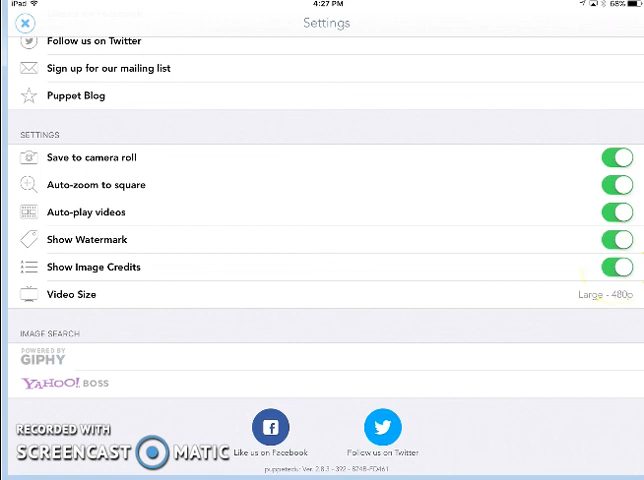 iPad 4:27 PM 68%
Settings
Follow us on Twitter
Sign up for our mailing list
Puppet Blog
SETTINGS
Save to camera roll
Auto-zoom to square
Auto-play videos
Show Watermark
Show Image Credits
Video Size Large - 480p
IMAGE SEARCH
POWERED BY
GIPHY
YAHOO! BOSS
RECORDED WITH
SCREENCAST MATIC
Like us on Facebook Follow us on Twitter